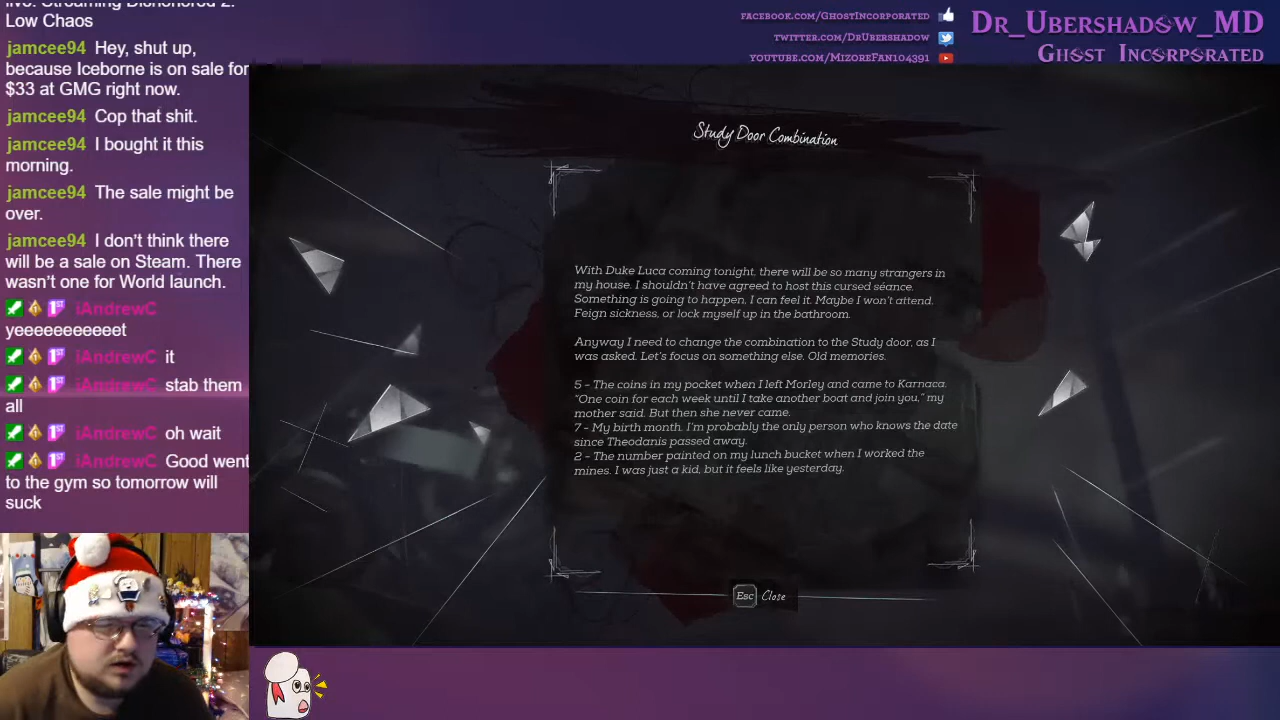 live: Streaming Dishonered 2:
Low Chaos
jamcee94 Hey, shut up,
because Iceborne is on sale for
$33 at GMG right now.
jamcee94 Cop that shit.
jamcee94 I bought it this
morning.
jamcee94 The sale might be
over.
jamcee94 I don't think there
will be a sale on Steam. There
wasn't one for World launch.
iAndrewC
yeeeeeeeeeeet
iAndrewC it
iAndrewC stab them
all
iAndrewC oh wait
iAndrewC Good went
to the gym so tomorrow will
suck
facebook.com/GhostIncorporated
twitter.com/DrUbershadow
youtube.com/MizoreFan104391
Dr_Ubershadow_MD
Ghost Incorporated
Study Door Combination
With Duke Luca coming tonight, there will be so many strangers in
my house. I shouldn't have agreed to host this cursed séance.
Something is going to happen, I can feel it. Maybe I won't attend.
Feign sickness, or lock myself up in the bathroom.
Anyway I need to change the combination to the Study door, as I
was asked. Let's focus on something else. Old memories.
5 - The coins in my pocket when I left Morley and came to Karnaca.
"One coin for each week until I take another boat and join you," my
mother said. But then she never came.
7 - My birth month. I'm probably the only person who knows the date
since Theodanis passed away.
2 - The number painted on my lunch bucket when I worked the
mines. I was just a kid, but it feels like yesterday.
Esc Close